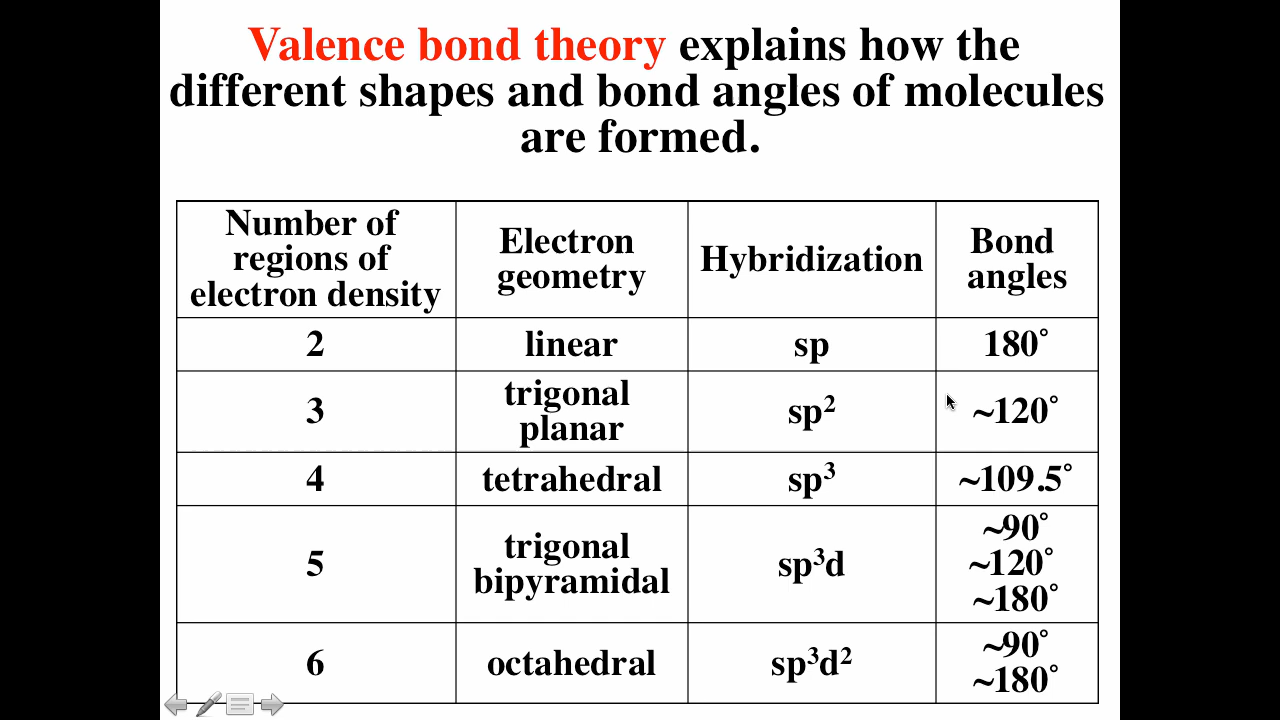 Valence bond theory explains how the
different shapes and bond angles of molecules
are formed.
Number of
regions of
electron density
Electron
geometry
Hybridization
Bond
angles
2
linear
sp
180°
3
trigonal
planar
sp²
~120°
4
tetrahedral
sp³
~109.5°
5
trigonal
bipyramidal
sp³d
~90°
~120°
~180°
6
octahedral
sp³d²
~90°
~180°